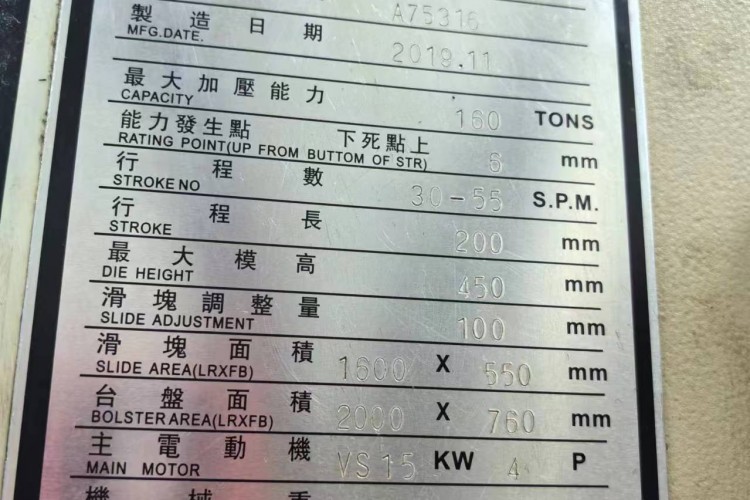 A75316
製造日期
MFG.DATE. 2019.11
最大加壓能力
CAPACITY 160 TONS
能力發生點 下死點上
RATING POINT(UP FROM BUTTOM OF STR) 6 mm
行程數
STROKE NO 30-55 S.P.M.
行程長
STROKE 200 mm
最大模高
DIE HEIGHT 450 mm
滑塊調整量
SLIDE ADJUSTMENT 100 mm
滑塊面積
SLIDE AREA(LRXFB) 1600 X 550 mm
台盤面積
BOLSTER AREA(LRXFB) 2000 X 760 mm
主電動機
MAIN MOTOR VS15 KW 4 P
機械重